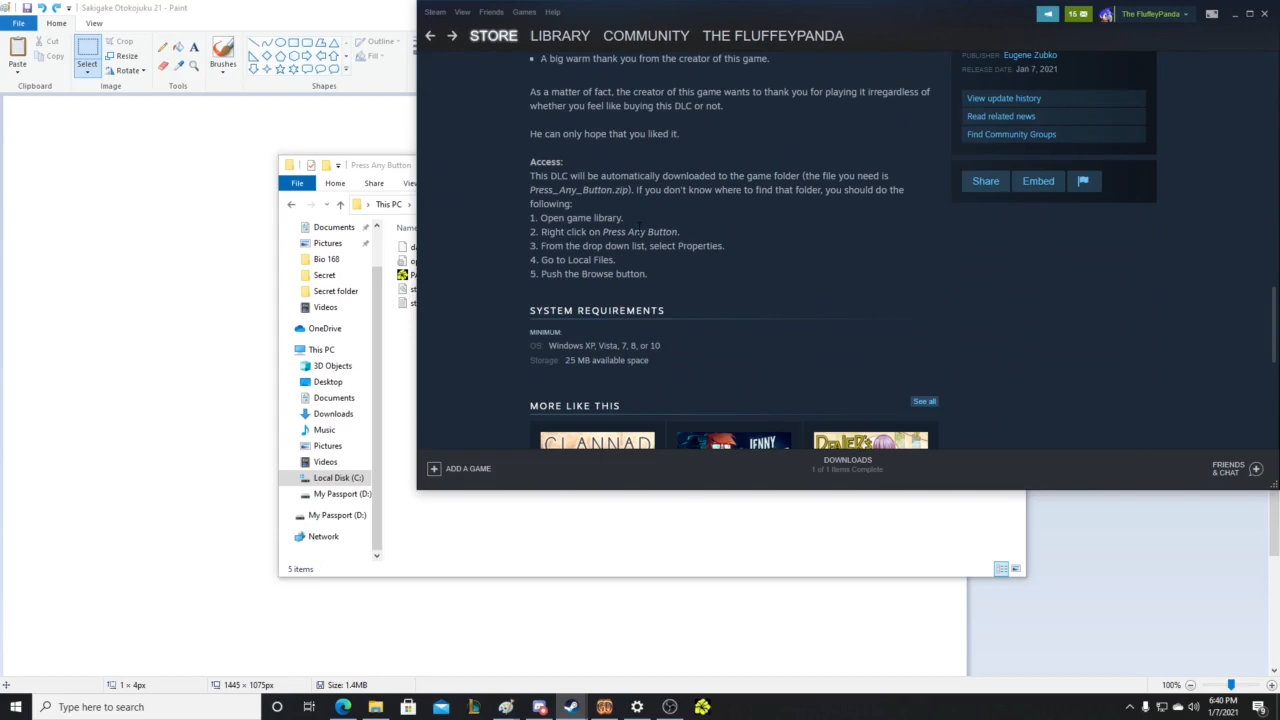 Sakigake Otokojuku 21 - Paint
File
Home
View
Paste
Cut
Copy
Clipboard
Select
Crop
Resize
Rotate
Image
Tools
Brushes
Shapes
Outline
Fill
Steam
View
Friends
Games
Help
15
The FluffeyPanda
STORE
LIBRARY
COMMUNITY
THE FLUFFEYPANDA
A big warm thank you from the creator of this game.
As a matter of fact, the creator of this game wants to thank you for playing it irregardless of
whether you feel like buying this DLC or not.
He can only hope that you liked it.
Access:
This DLC will be automatically downloaded to the game folder (the file you need is
Press_Any_Button.zip). If you don't know where to find that folder, you should do the
following:
1. Open game library.
2. Right click on Press Any Button.
3. From the drop down list, select Properties.
4. Go to Local Files.
5. Push the Browse button.
SYSTEM REQUIREMENTS
MINIMUM:
OS: Windows XP, Vista, 7, 8, or 10
Storage: 25 MB available space
MORE LIKE THIS
See all
CLANNAD
JENNY
PUBLISHER: Eugene Zubko
RELEASE DATE: Jan 7, 2021
View update history
Read related news
Find Community Groups
Share
Embed
ADD A GAME
DOWNLOADS
1 of 1 Items Complete
FRIENDS
& CHAT
Press Any Button
File
Home
Share
This PC
Documents
Pictures
Bio 168
Secret
Secret folder
Videos
OneDrive
This PC
3D Objects
Desktop
Documents
Downloads
Music
Pictures
Videos
Local Disk (C:)
My Passport (D:)
My Passport (D:)
Network
5 items
1 × 4px
1445 × 1075px
Size: 1.4MB
100%
Type here to search
6:40 PM
1/7/2021